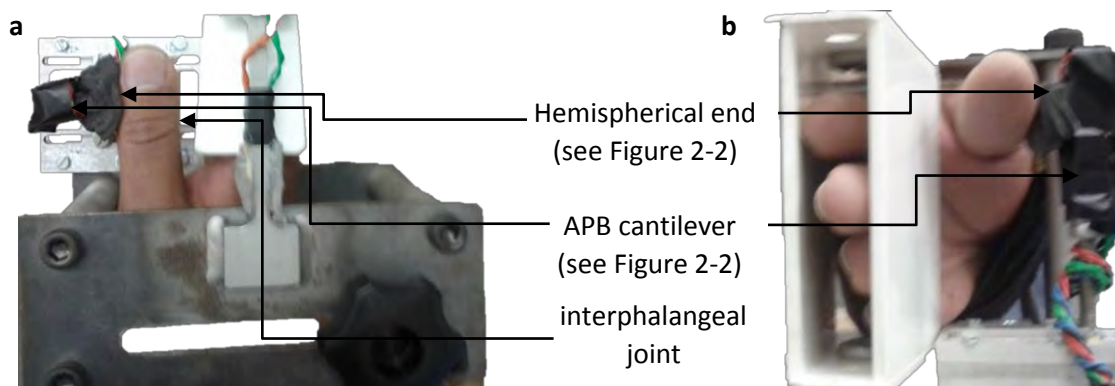 a
b
Hemispherical end
(see Figure 2-2)
APB cantilever
(see Figure 2-2)
interphalangeal
joint